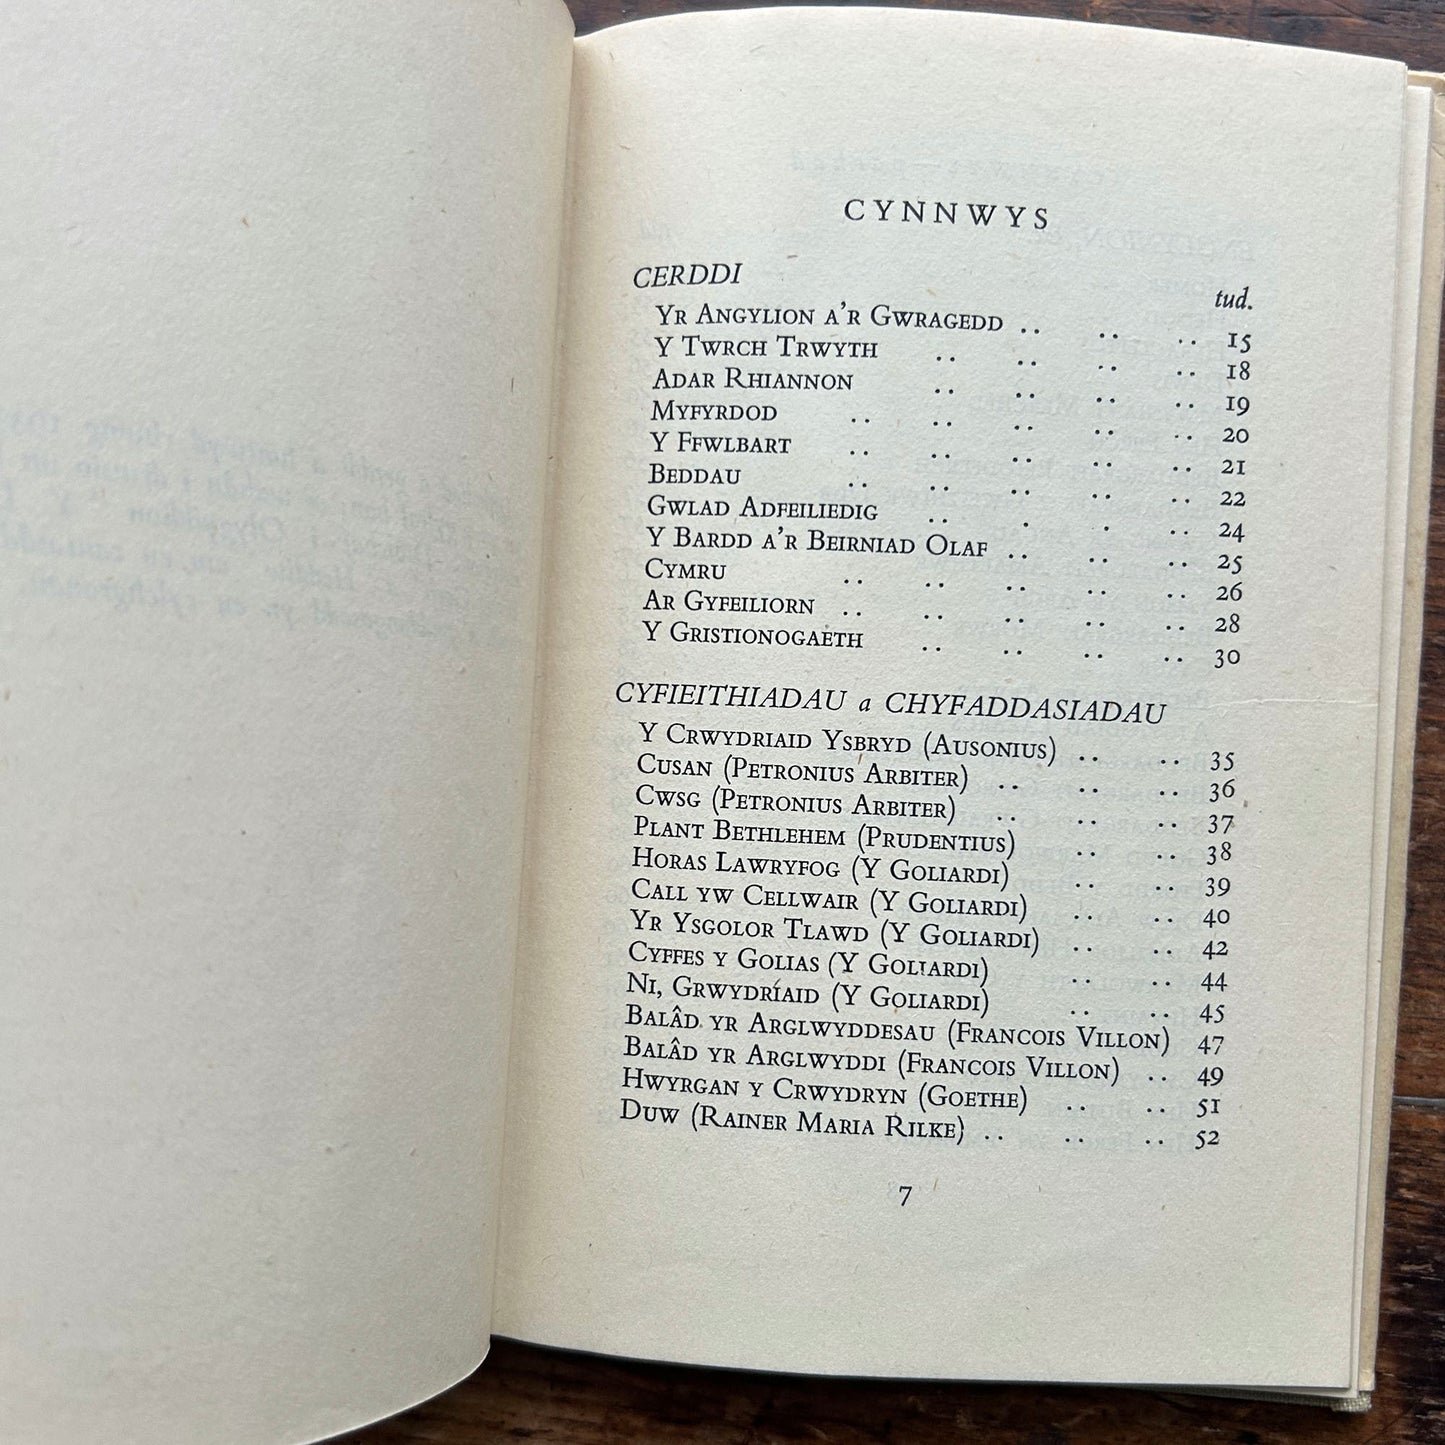 CYNNWYS
CERDDI
tud.
Yr Angylion a'r Gwragedd .. .. .. 15
Y Twrch Trwyth .. .. .. .. 18
Adar Rhiannon .. .. .. .. 19
Myfyrdod .. .. .. .. .. 20
Y Ffwlbart .. .. .. .. .. 21
Beddau .. .. .. .. .. 22
Gwlad Adfeiliedig .. . .. .. 24
Y Bardd a'r Beirniad Olaf .. .. .. 25
Cymru .. .. .. .. .. 26
Ar Gyfeiliorn .. .. .. .. .. 28
Y Gristionogaeth .. .. .. .. 30
CYFIEITHIADAU a CHYFADDASIADAU
Y Crwydriaid Ysbryd (Ausonius) .. .. 35
Cusan (Petronius Arbiter) .. .. .. 36
Cwsg (Petronius Arbiter) .. .. .. 37
Plant Bethlehem (Prudentius) .. .. 38
Horas Lawryfog (Y Goliardi) .. .. 39
Call yw Cellwair (Y Goliardi) .. .. 40
Yr Ysgolor Tlawd (Y Goliardi) .. .. 42
Cyffes y Golias (Y Goliardi) .. .. 44
Ni, Grwydríaid (Y Goliardi) .. .. 45
Balâd yr Arglwyddesau (Francois Villon) 47
Balâd yr Arglwyddi (Francois Villon) .. 49
Hwyrgan y Crwydryn (Goethe) .. .. 51
Duw (Rainer Maria Rilke) .. .. .. 52
7